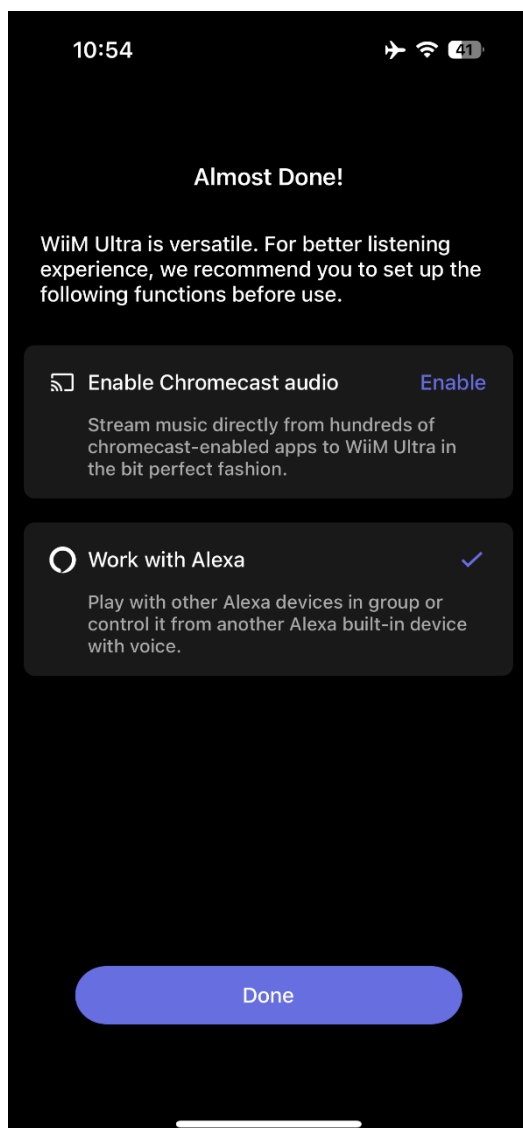 10:54
41
Almost Done!
WiiM Ultra is versatile. For better listening
experience, we recommend you to set up the
following functions before use.
Enable Chromecast audio Enable
Stream music directly from hundreds of
chromecast-enabled apps to WiiM Ultra in
the bit perfect fashion.
Work with Alexa
Play with other Alexa devices in group or
control it from another Alexa built-in device
with voice.
Done